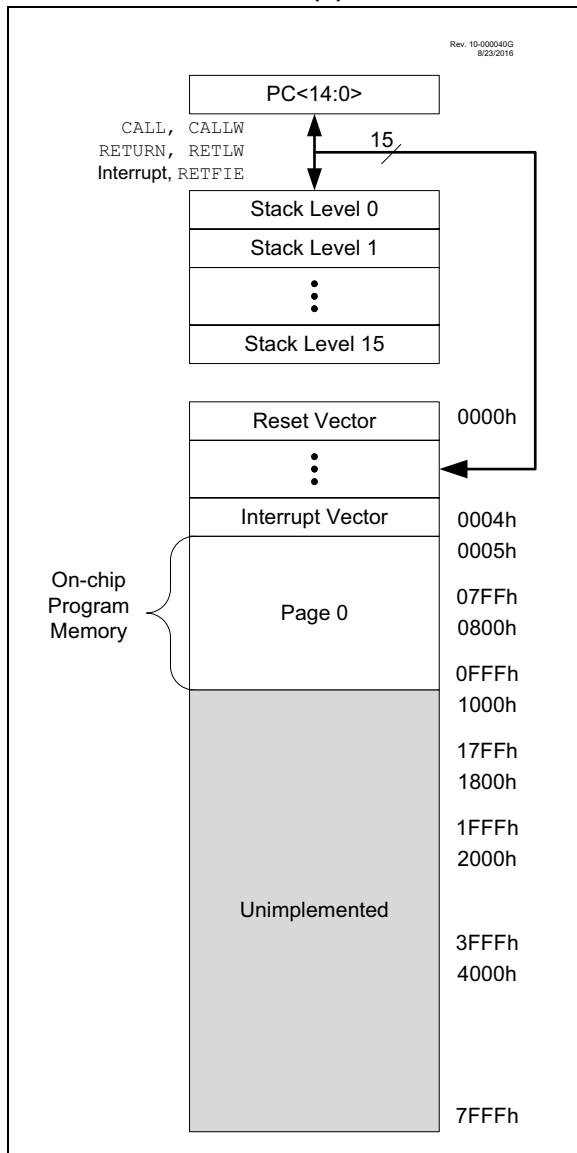 Rev. 10-000040G
8/23/2016
PC<14:0>
CALL, CALLW
RETURN, RETLW
Interrupt, RETFIE
15
Stack Level 0
Stack Level 1
Stack Level 15
Reset Vector
0000h
Interrupt Vector
0004h
0005h
On-chip
Program
Memory
Page 0
07FFh
0800h
0FFFh
1000h
17FFh
1800h
1FFFh
2000h
Unimplemented
3FFFh
4000h
7FFFh